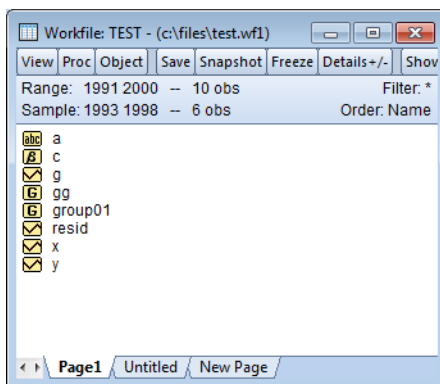 Workfile: TEST - (c:\files\test.wf1)
View Proc Object Save Snapshot Freeze Details+/- Show
Range: 1991 2000 -- 10 obs Filter: *
Sample: 1993 1998 -- 6 obs Order: Name
abc a
β c
g
G gg
G group01
resid
x
y
Page1 Untitled New Page